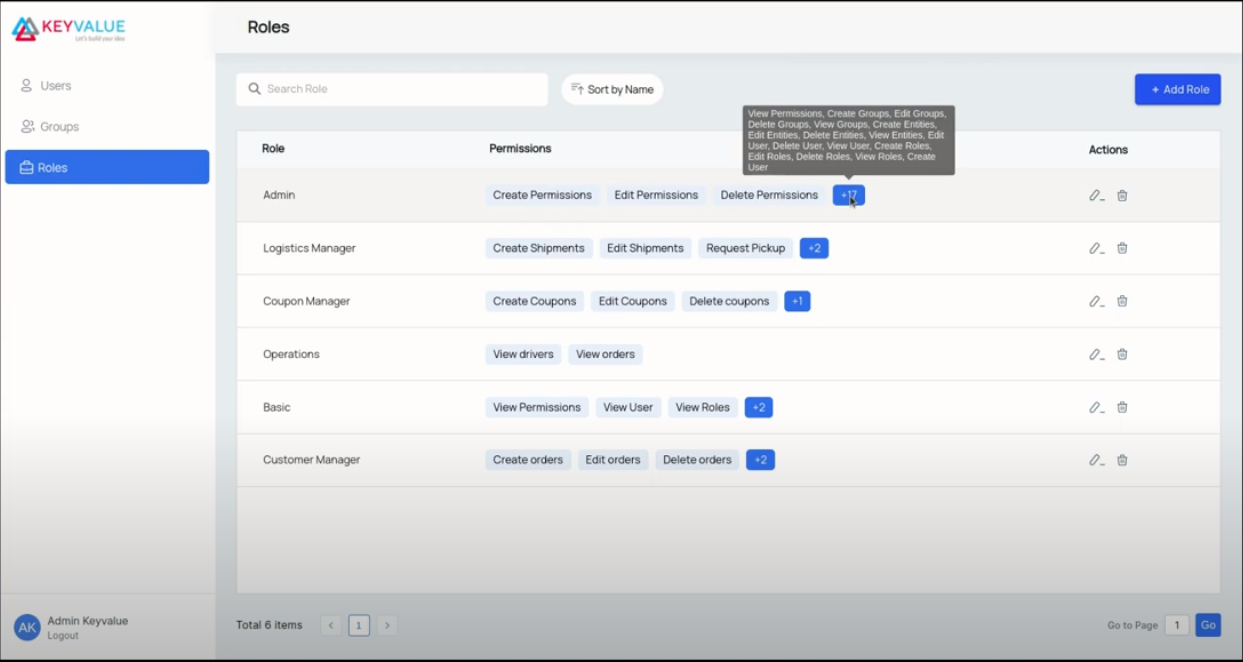 KEYVALUE
Let's build your idea
Roles
Users
Groups
Roles
Search Role
Sort by Name
+ Add Role
View Permissions, Create Groups, Edit Groups,
Delete Groups, View Groups, Create Entities,
Edit Entities, Delete Entities, View Entities, Edit
User, Delete User, View User, Create Roles,
Edit Roles, Delete Roles, View Roles, Create
User
Role Permissions Actions
Admin Create Permissions Edit Permissions Delete Permissions +17
Logistics Manager Create Shipments Edit Shipments Request Pickup +2
Coupon Manager Create Coupons Edit Coupons Delete coupons +1
Operations View drivers View orders
Basic View Permissions View User View Roles +2
Customer Manager Create orders Edit orders Delete orders +2
AK Admin Keyvalue
Logout
Total 6 items < 1 > Go to Page 1 Go